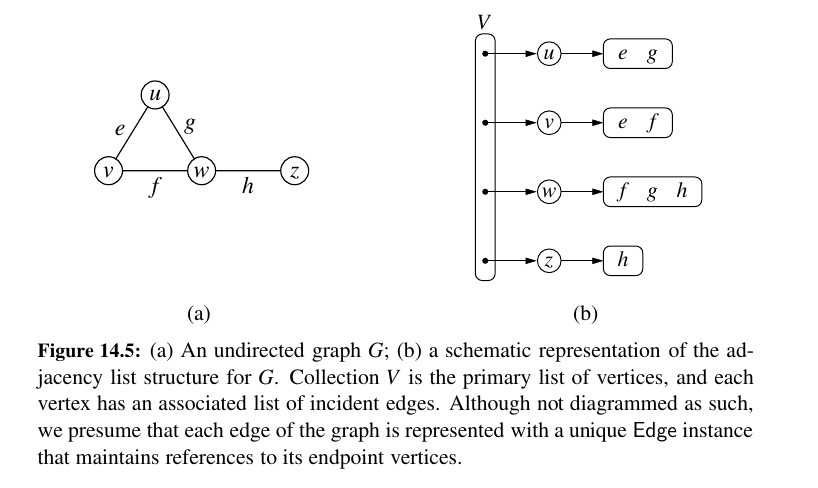 V
u
e g
u
e
g
v
e f
v
w
z
f
h
w
f g h
z
h
(a)
(b)
Figure 14.5: (a) An undirected graph G; (b) a schematic representation of the ad-
jacency list structure for G. Collection V is the primary list of vertices, and each
vertex has an associated list of incident edges. Although not diagrammed as such,
we presume that each edge of the graph is represented with a unique Edge instance
that maintains references to its endpoint vertices.